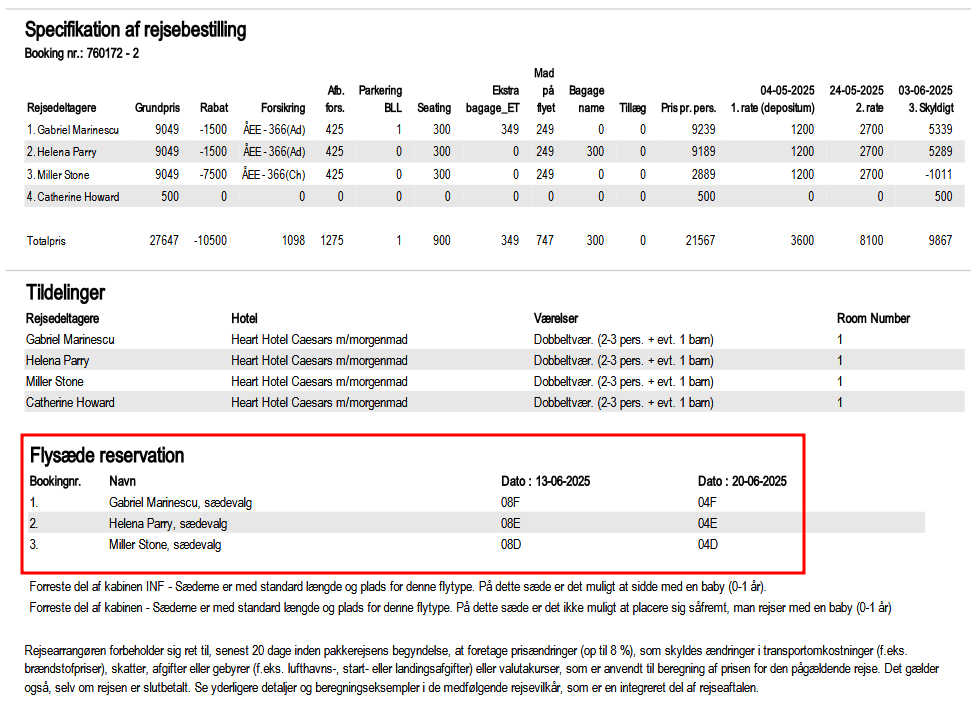 Specifikation af rejsebestilling
Booking nr.: 760172 - 2
Rejsedeltagere Grundpris Rabat Forsikring Afb. fors. Parkering BLL Seating Ekstra bagage_ET Mad på flyet Bagage name Tillæg Pris pr. pers. 04-05-2025 1. rate (depositum) 24-05-2025 2. rate 03-06-2025 3. Skyldigt
1. Gabriel Marinescu 9049 -1500 ÅEE - 366(Ad) 425 1 300 349 249 0 0 9239 1200 2700 5339
2. Helena Parry 9049 -1500 ÅEE - 366(Ad) 425 0 300 0 249 300 0 9189 1200 2700 5289
3. Miller Stone 9049 -7500 ÅEE - 366(Ch) 425 0 300 0 249 0 0 2889 1200 2700 -1011
4. Catherine Howard 500 0 0 0 0 0 0 0 0 0 500 0 0 500
Totalpris 27647 -10500 1098 1275 1 900 349 747 300 0 21567 3600 8100 9867
Tildelinger
Rejsedeltagere Hotel Værelser Room Number
Gabriel Marinescu Heart Hotel Caesars m/morgenmad Dobbeltvær. (2-3 pers. + evt. 1 barn) 1
Helena Parry Heart Hotel Caesars m/morgenmad Dobbeltvær. (2-3 pers. + evt. 1 barn) 1
Miller Stone Heart Hotel Caesars m/morgenmad Dobbeltvær. (2-3 pers. + evt. 1 barn) 1
Catherine Howard Heart Hotel Caesars m/morgenmad Dobbeltvær. (2-3 pers. + evt. 1 barn) 1
Flysæde reservation
Bookingnr. Navn Dato : 13-06-2025 Dato : 20-06-2025
1. Gabriel Marinescu, sædevalg 08F 04F
2. Helena Parry, sædevalg 08E 04E
3. Miller Stone, sædevalg 08D 04D
Forreste del af kabinen INF - Sæderne er med standard længde og plads for denne flytype. På dette sæde er det muligt at sidde med en baby (0-1 år).
Forreste del af kabinen - Sæderne er med standard længde og plads for denne flytype. På dette sæde er det ikke muligt at placere sig såfremt, man rejser med en baby (0-1 år)
Rejsearrangøren forbeholder sig ret til, senest 20 dage inden pakkerejsens begyndelse, at foretage prisændringer (op til 8 %), som skyldes ændringer i transportomkostninger (f.eks.
brændstofpriser), skatter, afgifter eller gebyrer (f.eks. lufthavns-, start- eller landingsafgifter) eller valutakurser, som er anvendt til beregning af prisen for den pågældende rejse. Det gælder
også, selv om rejsen er slutbetalt. Se yderligere detaljer og beregningseksempler i de medfølgende rejsevilkår, som er en integreret del af rejseaftalen.